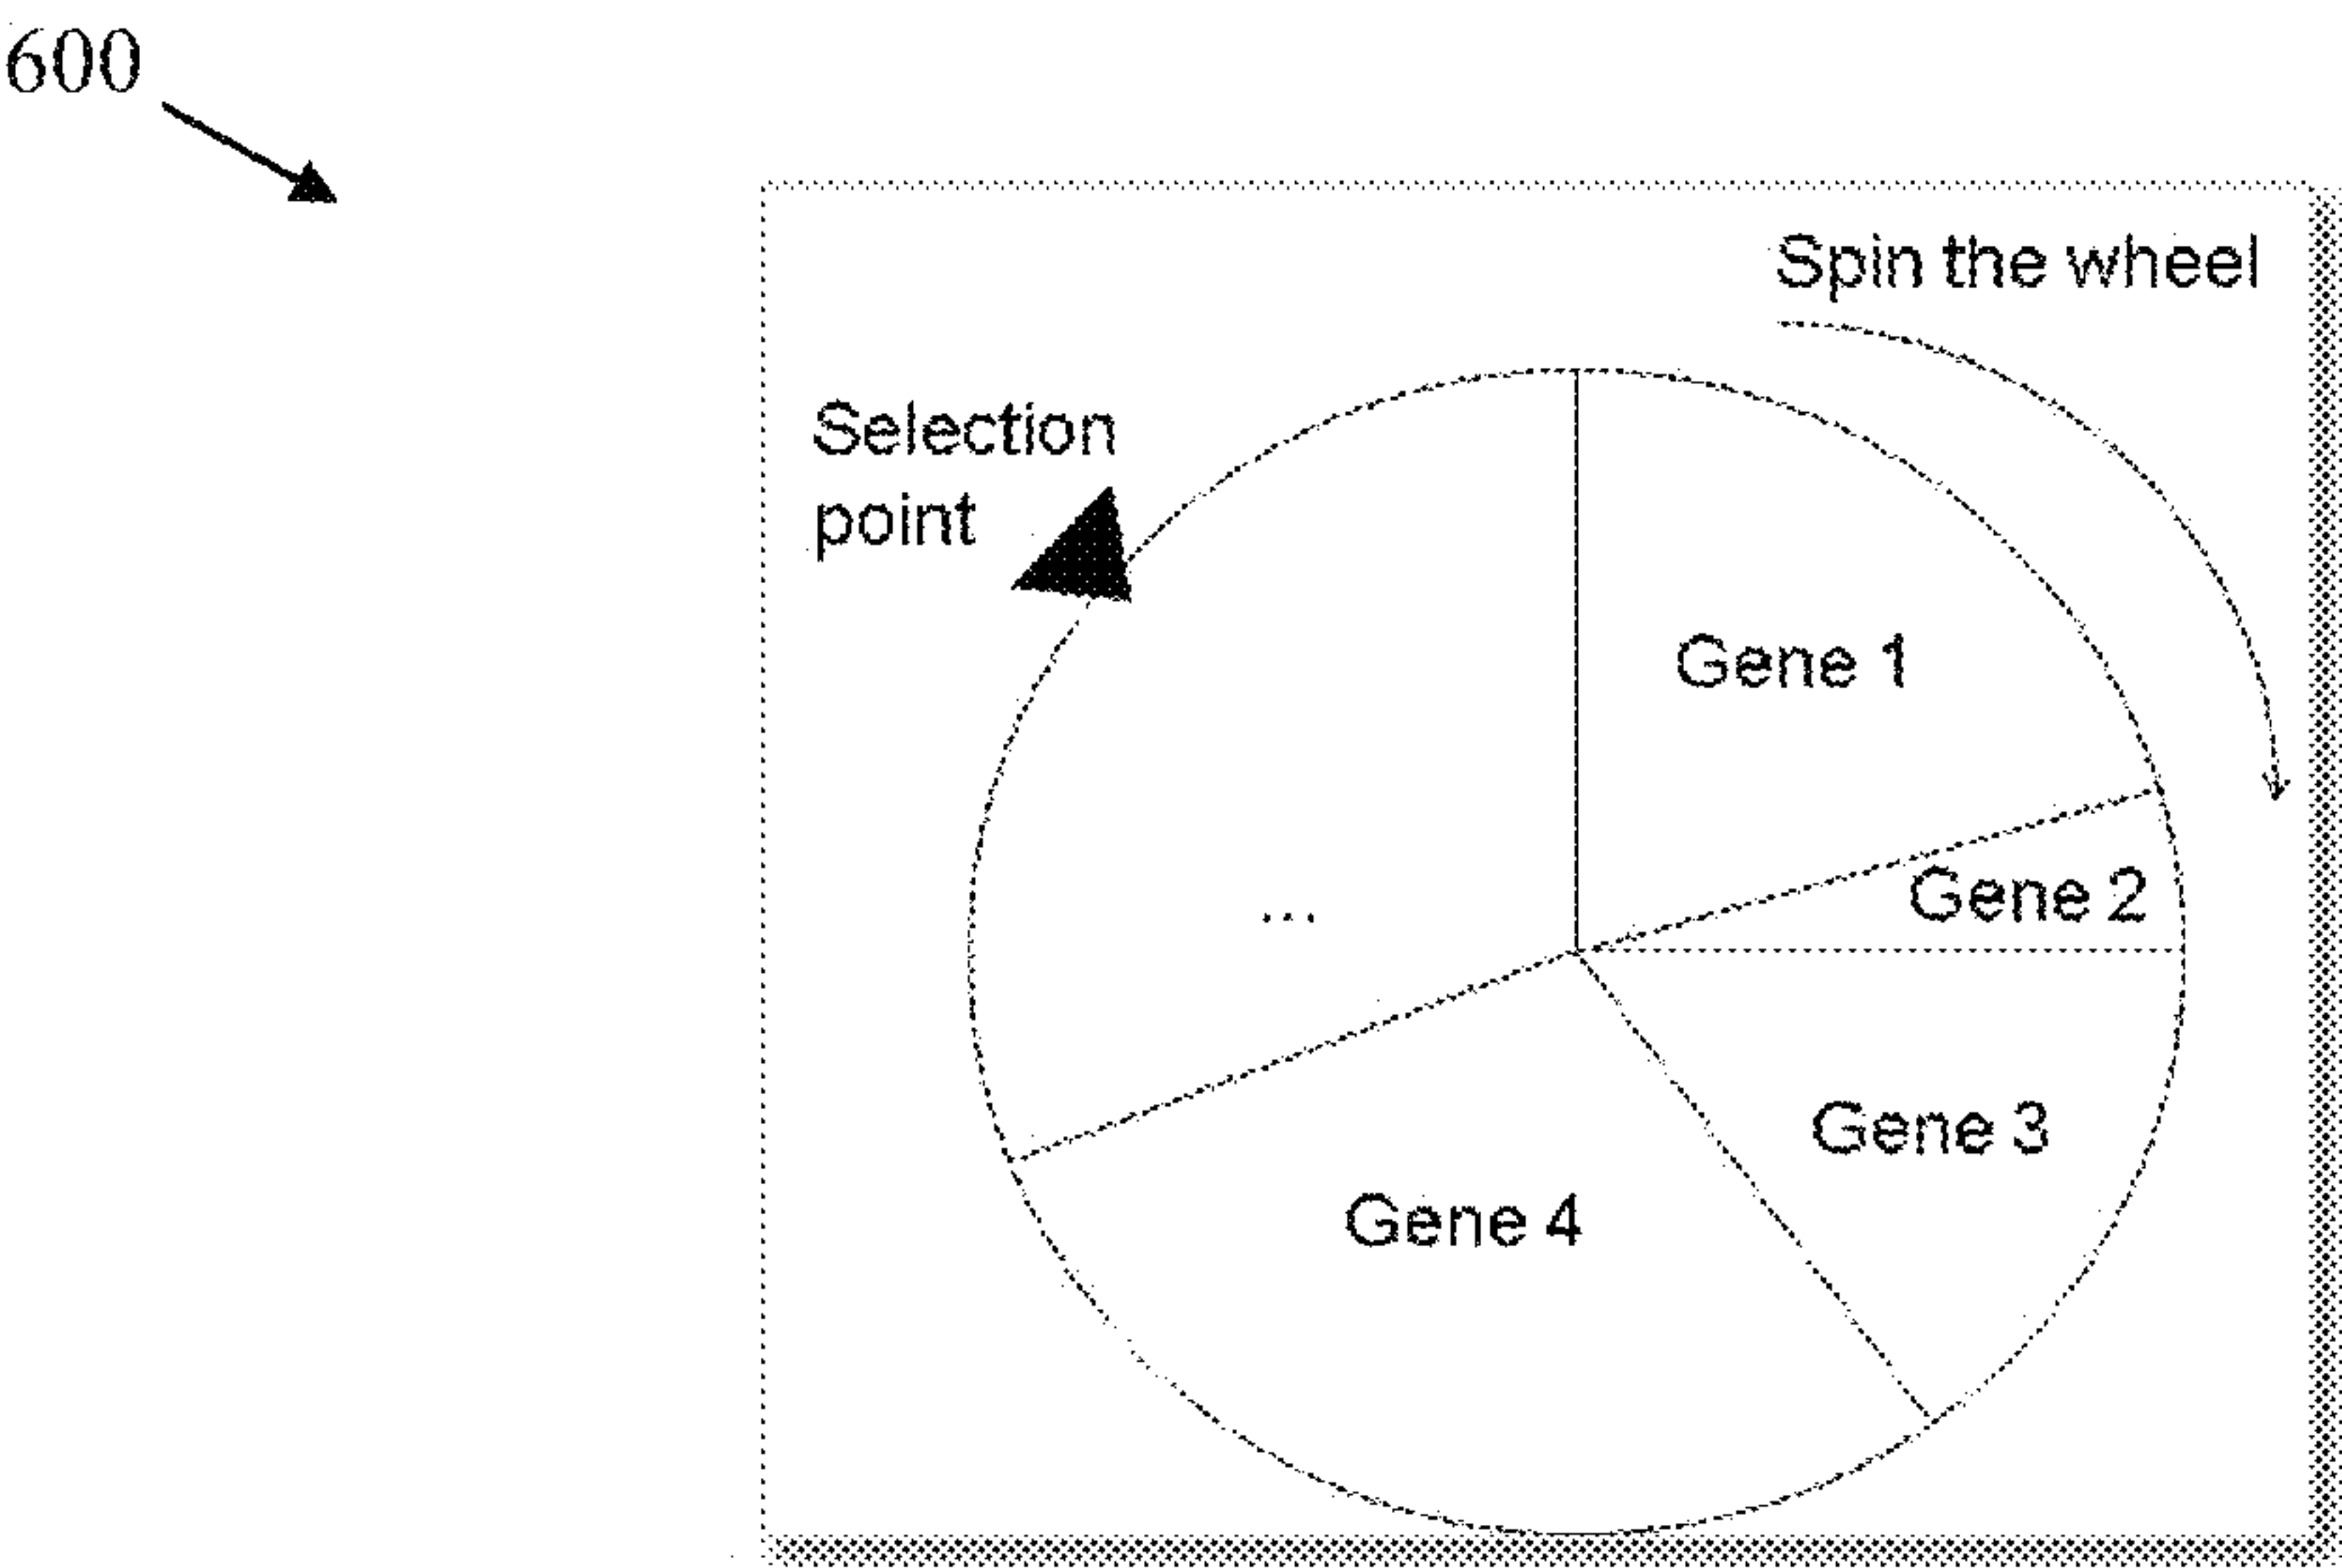 600
Spin the wheel
Selection
point
Gene 1
Gene 2
...
Gene 3
Gene 4